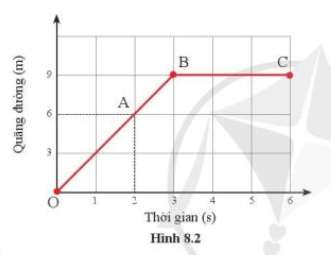 Quãng đường (m)
B
C
9
A
6
3
O
1
2
3
4
5
6
Thời gian (s)
Hình 8.2